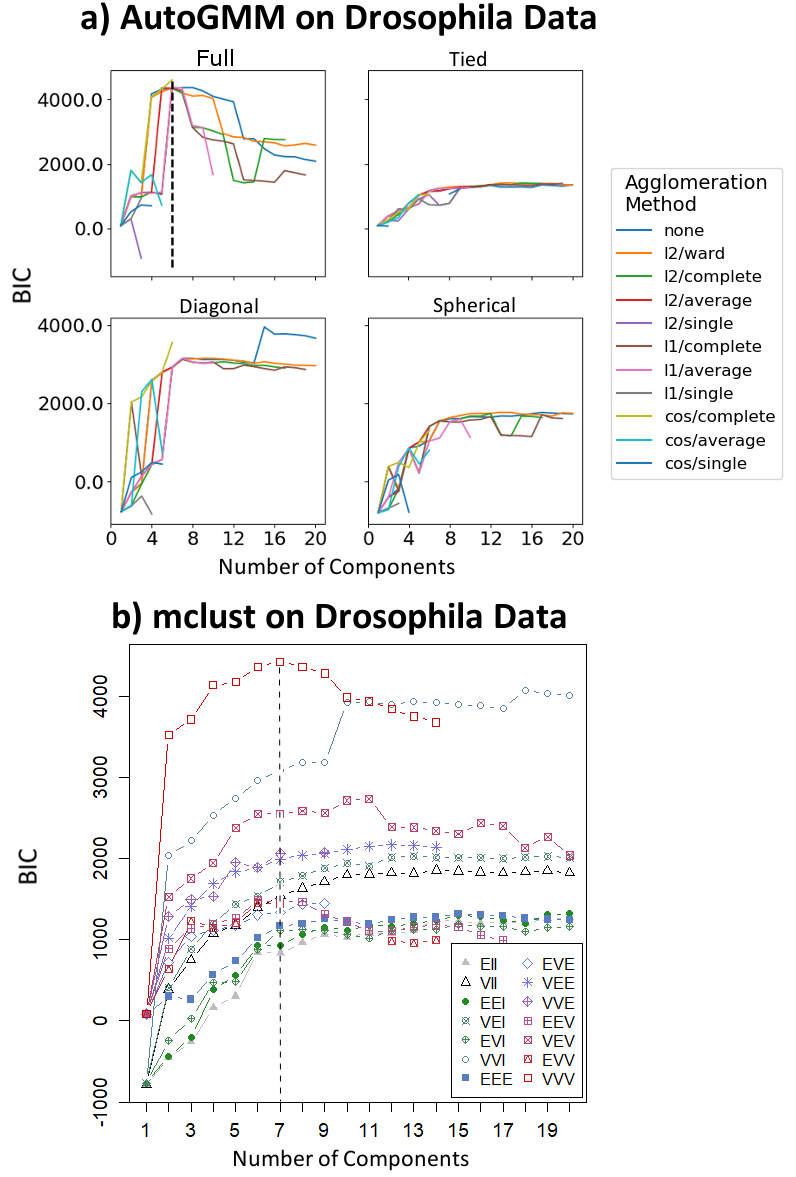 a) AutoGMM on Drosophila Data
Full
Tied
4000.0
2000.0
0.0
BIC
Diagonal
Spherical
4000.0
2000.0
0.0
0 4 8 12 16 20
0 4 8 12 16 20
Number of Components
Agglomeration
Method
none
l2/ward
l2/complete
l2/average
l2/single
l1/complete
l1/average
l1/single
cos/complete
cos/average
cos/single
b) mclust on Drosophila Data
4000
3000
2000
1000
0
-1000
BIC
1 3 5 7 9 11 13 15 17 19
Number of Components
EII
VII
EEI
VEI
EVI
VVI
EEE
EVE
VEE
VVE
EEV
VEV
EVV
VVV